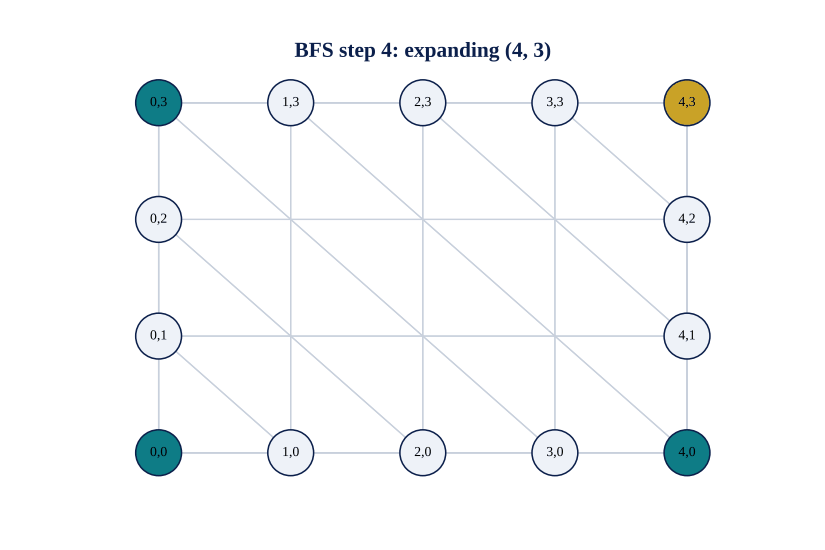 BFS step 4: expanding (4, 3)
0,3 1,3 2,3 3,3 4,3
0,2 4,2
0,1 4,1
0,0 1,0 2,0 3,0 4,0